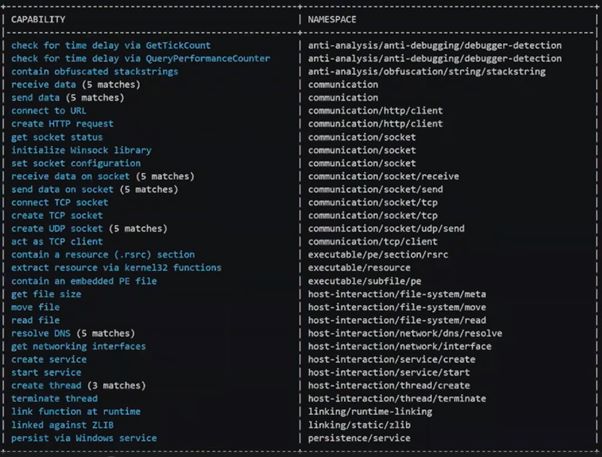 CAPABILITY | NAMESPACE
check for time delay via GetTickCount | anti-analysis/anti-debugging/debugger-detection
check for time delay via QueryPerformanceCounter | anti-analysis/anti-debugging/debugger-detection
contain obfuscated stackstrings | anti-analysis/obfuscation/string/stackstring
receive data (5 matches) | communication
send data (5 matches) | communication
connect to URL | communication/http/client
create HTTP request | communication/http/client
get socket status | communication/socket
initialize Winsock library | communication/socket
set socket configuration | communication/socket
receive data on socket (5 matches) | communication/socket/receive
send data on socket (5 matches) | communication/socket/send
connect TCP socket | communication/socket/tcp
create TCP socket | communication/socket/tcp
create UDP socket (5 matches) | communication/socket/udp/send
act as TCP client | communication/tcp/client
contain a resource (.rsrc) section | executable/pe/section/rsrc
extract resource via kernel32 functions | executable/resource
contain an embedded PE file | executable/subfile/pe
get file size | host-interaction/file-system/meta
move file | host-interaction/file-system/move
read file | host-interaction/file-system/read
resolve DNS (5 matches) | host-interaction/network/dns/resolve
get networking interfaces | host-interaction/network/interface
create service | host-interaction/service/create
start service | host-interaction/service/start
create thread (3 matches) | host-interaction/thread/create
terminate thread | host-interaction/thread/terminate
link function at runtime | linking/runtime-linking
linked against ZLIB | linking/static/zlib
persist via Windows service | persistence/service